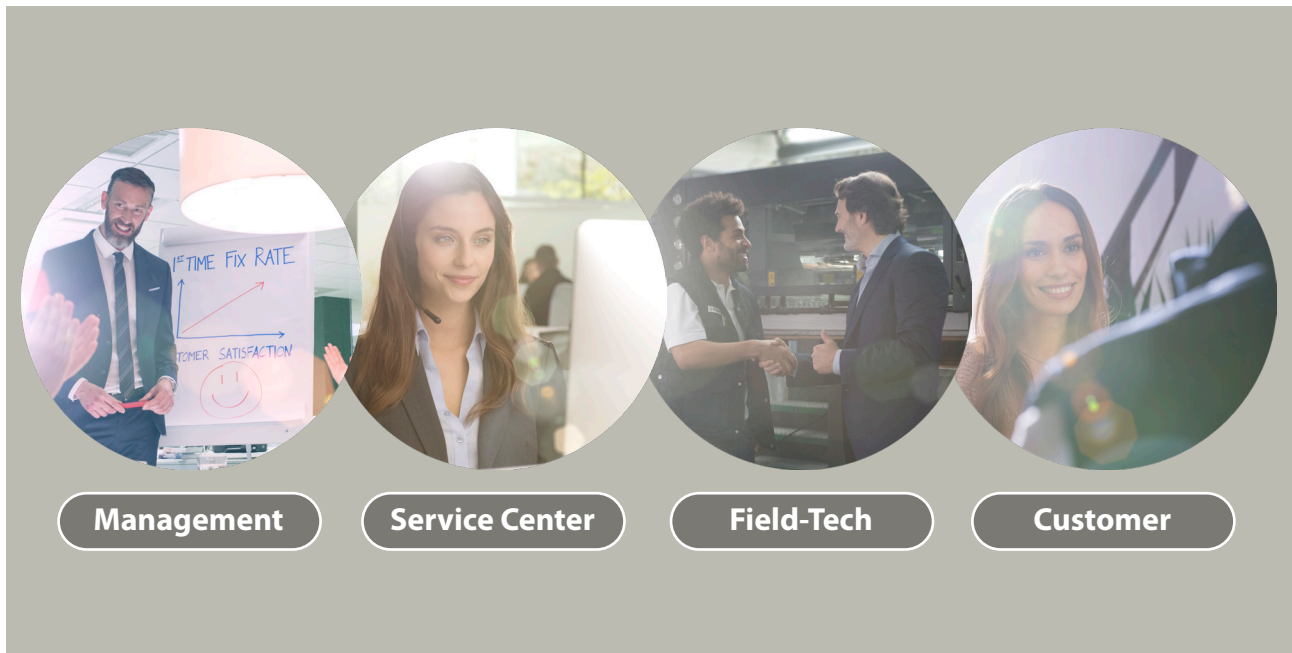 1ST TIME FIX RATE
TOMER SATISFACTION
Management
Service Center
Field-Tech
Customer